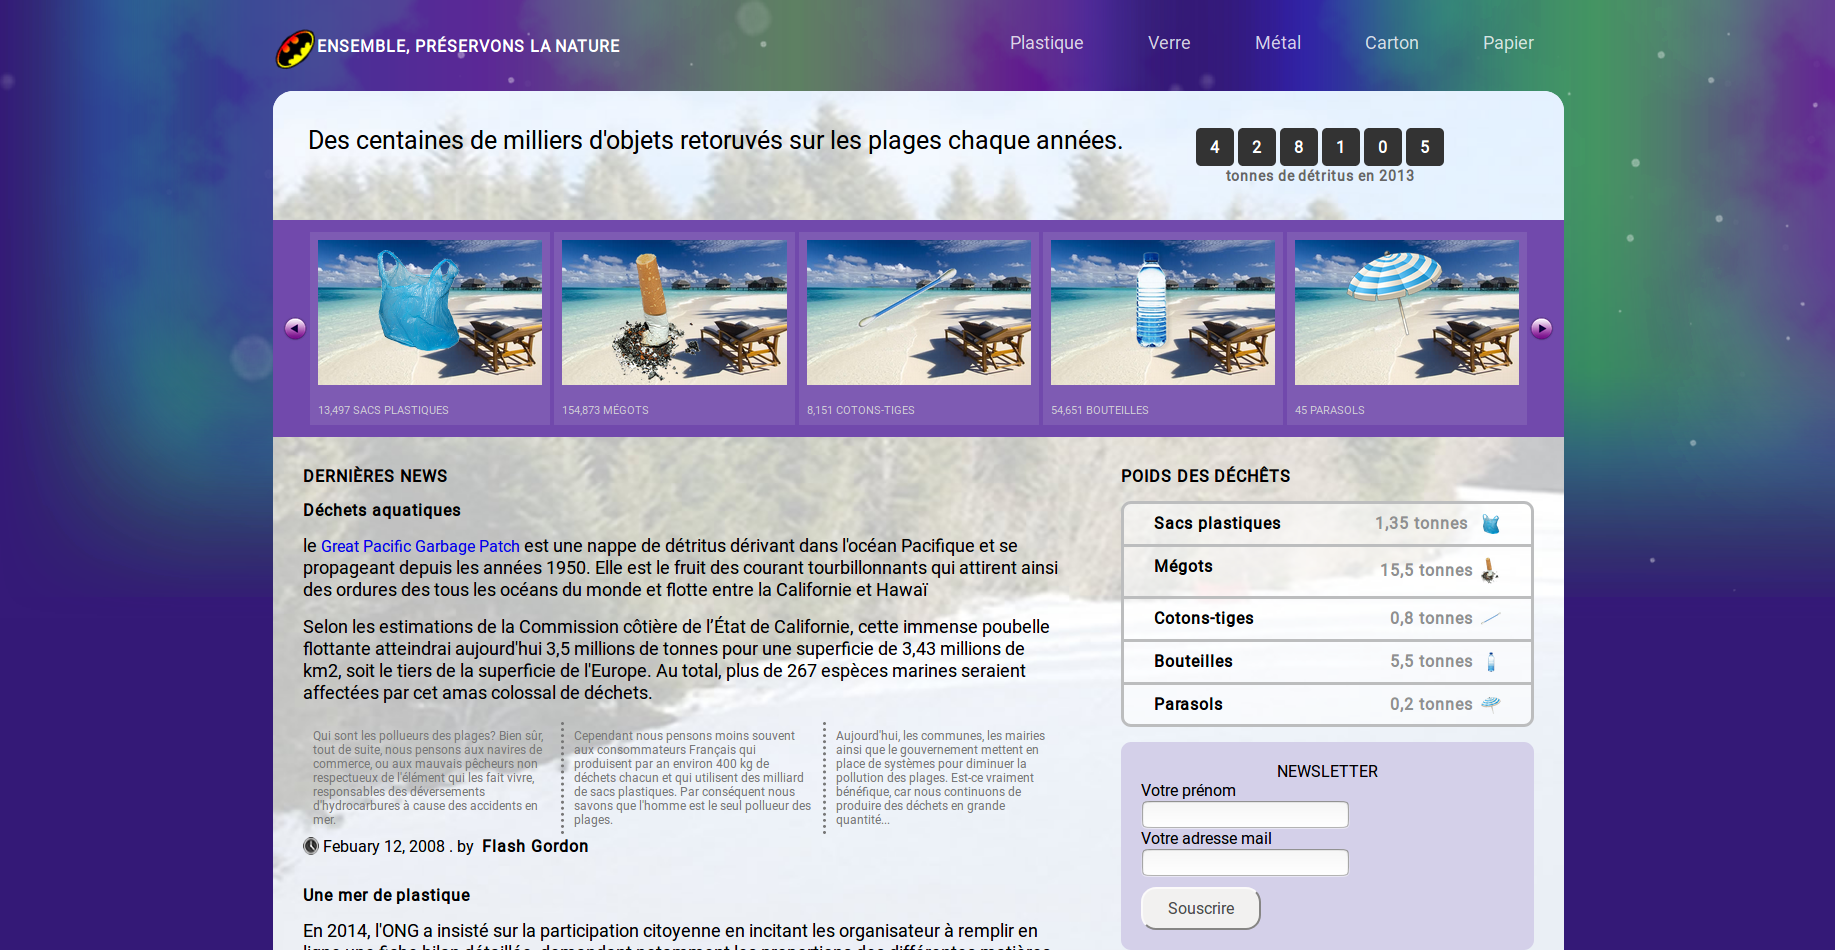 ENSEMBLE, PRÉSERVONS LA NATURE
Plastique Verre Métal Carton Papier
Des centaines de milliers d'objets retoruvés sur les plages chaque années.
4 2 8 1 0 5
tonnes de détritus en 2013
13,497 SACS PLASTIQUES
154,873 MÉGOTS
8,151 COTONS-TIGES
54,651 BOUTEILLES
45 PARASOLS
DERNIÈRES NEWS
Déchets aquatiques
le Great Pacific Garbage Patch est une nappe de détritus dérivant dans l'océan Pacifique et se
propageant depuis les années 1950. Elle est le fruit des courant tourbillonnants qui attirent ainsi
des ordures des tous les océans du monde et flotte entre la Californie et Hawaï
Selon les estimations de la Commission côtière de l’État de Californie, cette immense poubelle
flottante atteindrai aujourd'hui 3,5 millions de tonnes pour une superficie de 3,43 millions de
km2, soit le tiers de la superficie de l'Europe. Au total, plus de 267 espèces marines seraient
affectées par cet amas colossal de déchets.
Qui sont les pollueurs des plages? Bien sûr,
tout de suite, nous pensons aux navires de
commerce, ou aux mauvais pêcheurs non
respectueux de l'élément qui les fait vivre,
responsables des déversements
d'hydrocarbures à cause des accidents en
mer.
Cependant nous pensons moins souvent
aux consommateurs Français qui
produisent par an environ 400 kg de
déchets chacun et qui utilisent des milliard
de sacs plastiques. Par conséquent nous
savons que l'homme est le seul pollueur des
plages.
Aujourd'hui, les communes, les mairies
ainsi que le gouvernement mettent en
place de systèmes pour diminuer la
pollution des plages. Est-ce vraiment
bénéfique, car nous continuons de
produire des déchets en grande
quantité...
Febuary 12, 2008 . by Flash Gordon
Une mer de plastique
En 2014, l'ONG a insisté sur la participation citoyenne en incitant les organisateur à remplir en
ligne une fiche bilan détaillée, demandant notamment les proportions des différentes matières
POIDS DES DÉCHÊTS
Sacs plastiques 1,35 tonnes
Mégots 15,5 tonnes
Cotons-tiges 0,8 tonnes
Bouteilles 5,5 tonnes
Parasols 0,2 tonnes
NEWSLETTER
Votre prénom
Votre adresse mail
Souscrire